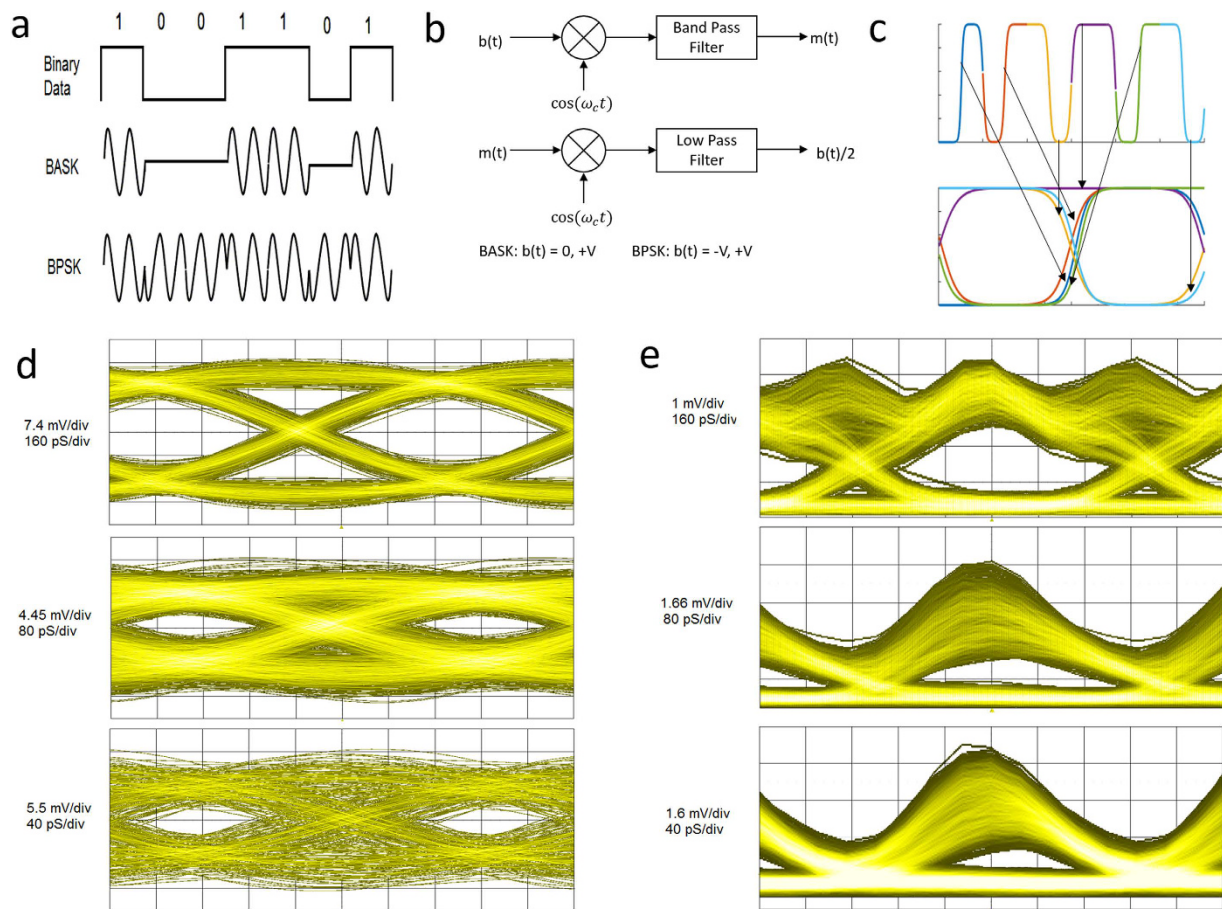 a
1 0 0 1 1 0 1
Binary
Data
BASK
BPSK
b
b(t)
Band Pass
Filter
m(t)
cos(ω_c t)
m(t)
Low Pass
Filter
b(t)/2
cos(ω_c t)
BASK: b(t) = 0, +V
BPSK: b(t) = -V, +V
c
d
7.4 mV/div
160 pS/div
4.45 mV/div
80 pS/div
5.5 mV/div
40 pS/div
e
1 mV/div
160 pS/div
1.66 mV/div
80 pS/div
1.6 mV/div
40 pS/div